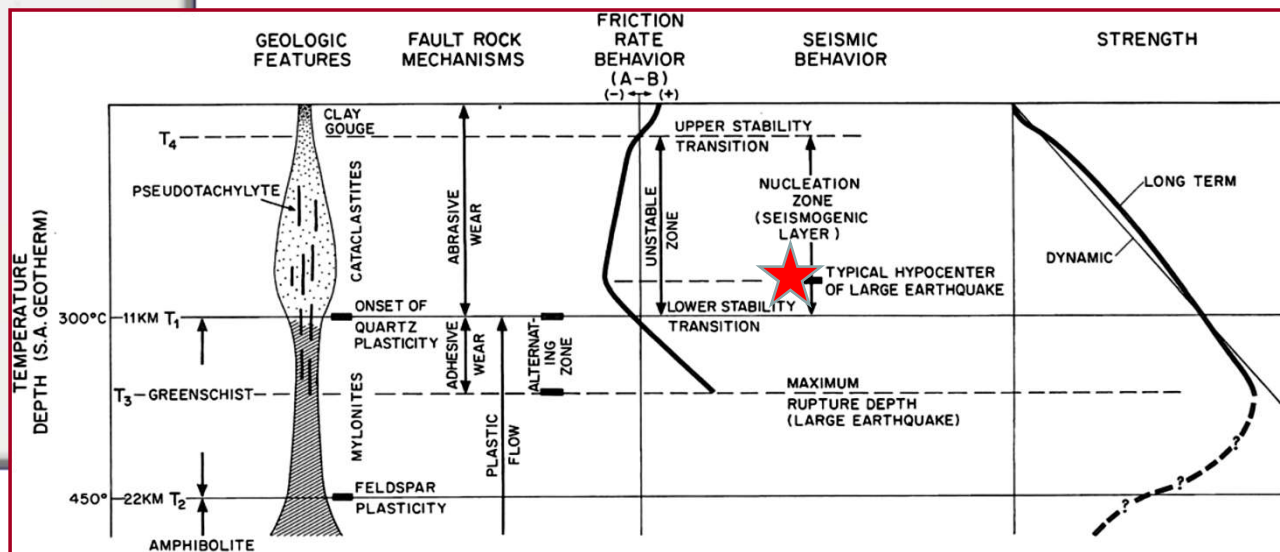 GEOLOGIC
FEATURES
FAULT ROCK
MECHANISMS
FRICTION
RATE
BEHAVIOR
(A-B)
(-) (+)
SEISMIC
BEHAVIOR
STRENGTH
TEMPERATURE
DEPTH (S.A. GEOTHERM)
T4
CLAY
GOUGE
PSEUDOTACHYLYTE
CATACLASTITES
ABRASIVE
WEAR
UNSTABLE
ZONE
UPPER STABILITY
TRANSITION
NUCLEATION
ZONE
(SEISMOGENIC
LAYER)
TYPICAL HYPOCENTER
OF LARGE EARTHQUAKE
LONG TERM
DYNAMIC
300°C 11KM T1
ONSET OF
QUARTZ
PLASTICITY
ADHESIVE
WEAR
ALTERNAT-
ING
ZONE
LOWER STABILITY
TRANSITION
T3 GREENSCHIST
MYLONITES
PLASTIC
FLOW
MAXIMUM
RUPTURE DEPTH
(LARGE EARTHQUAKE)
450° 22KM T2
FELDSPAR
PLASTICITY
AMPHIBOLITE
?
?
?